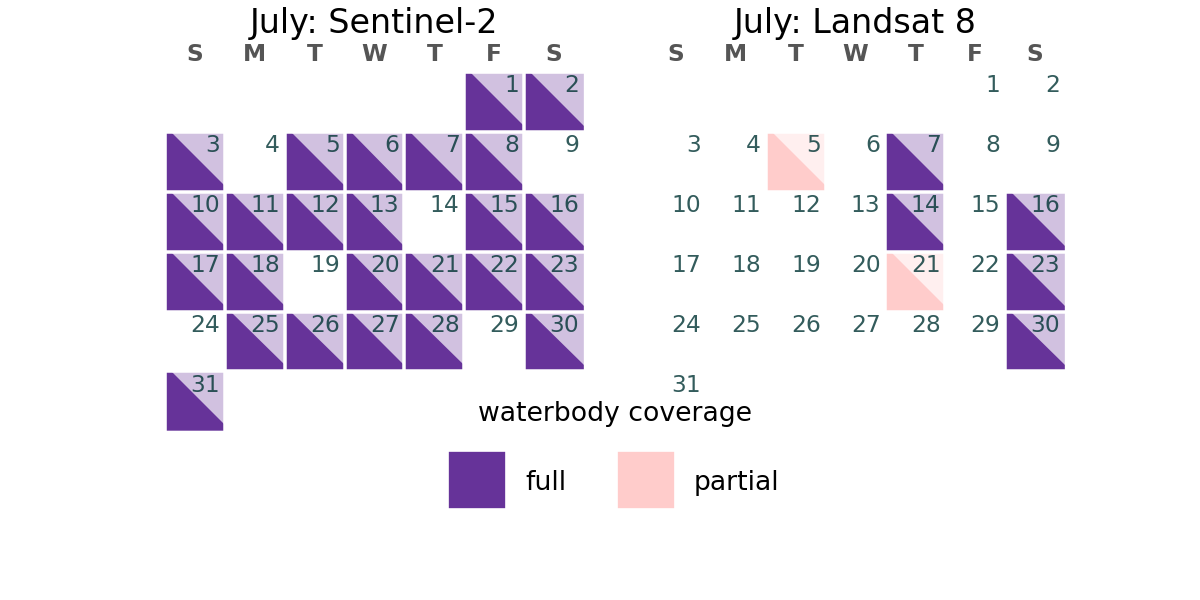 July: Sentinel-2
S M T W T F S
1 2
3 4 5 6 7 8 9
10 11 12 13 14 15 16
17 18 19 20 21 22 23
24 25 26 27 28 29 30
31
July: Landsat 8
S M T W T F S
1 2
3 4 5 6 7 8 9
10 11 12 13 14 15 16
17 18 19 20 21 22 23
24 25 26 27 28 29 30
31
waterbody coverage
full
partial